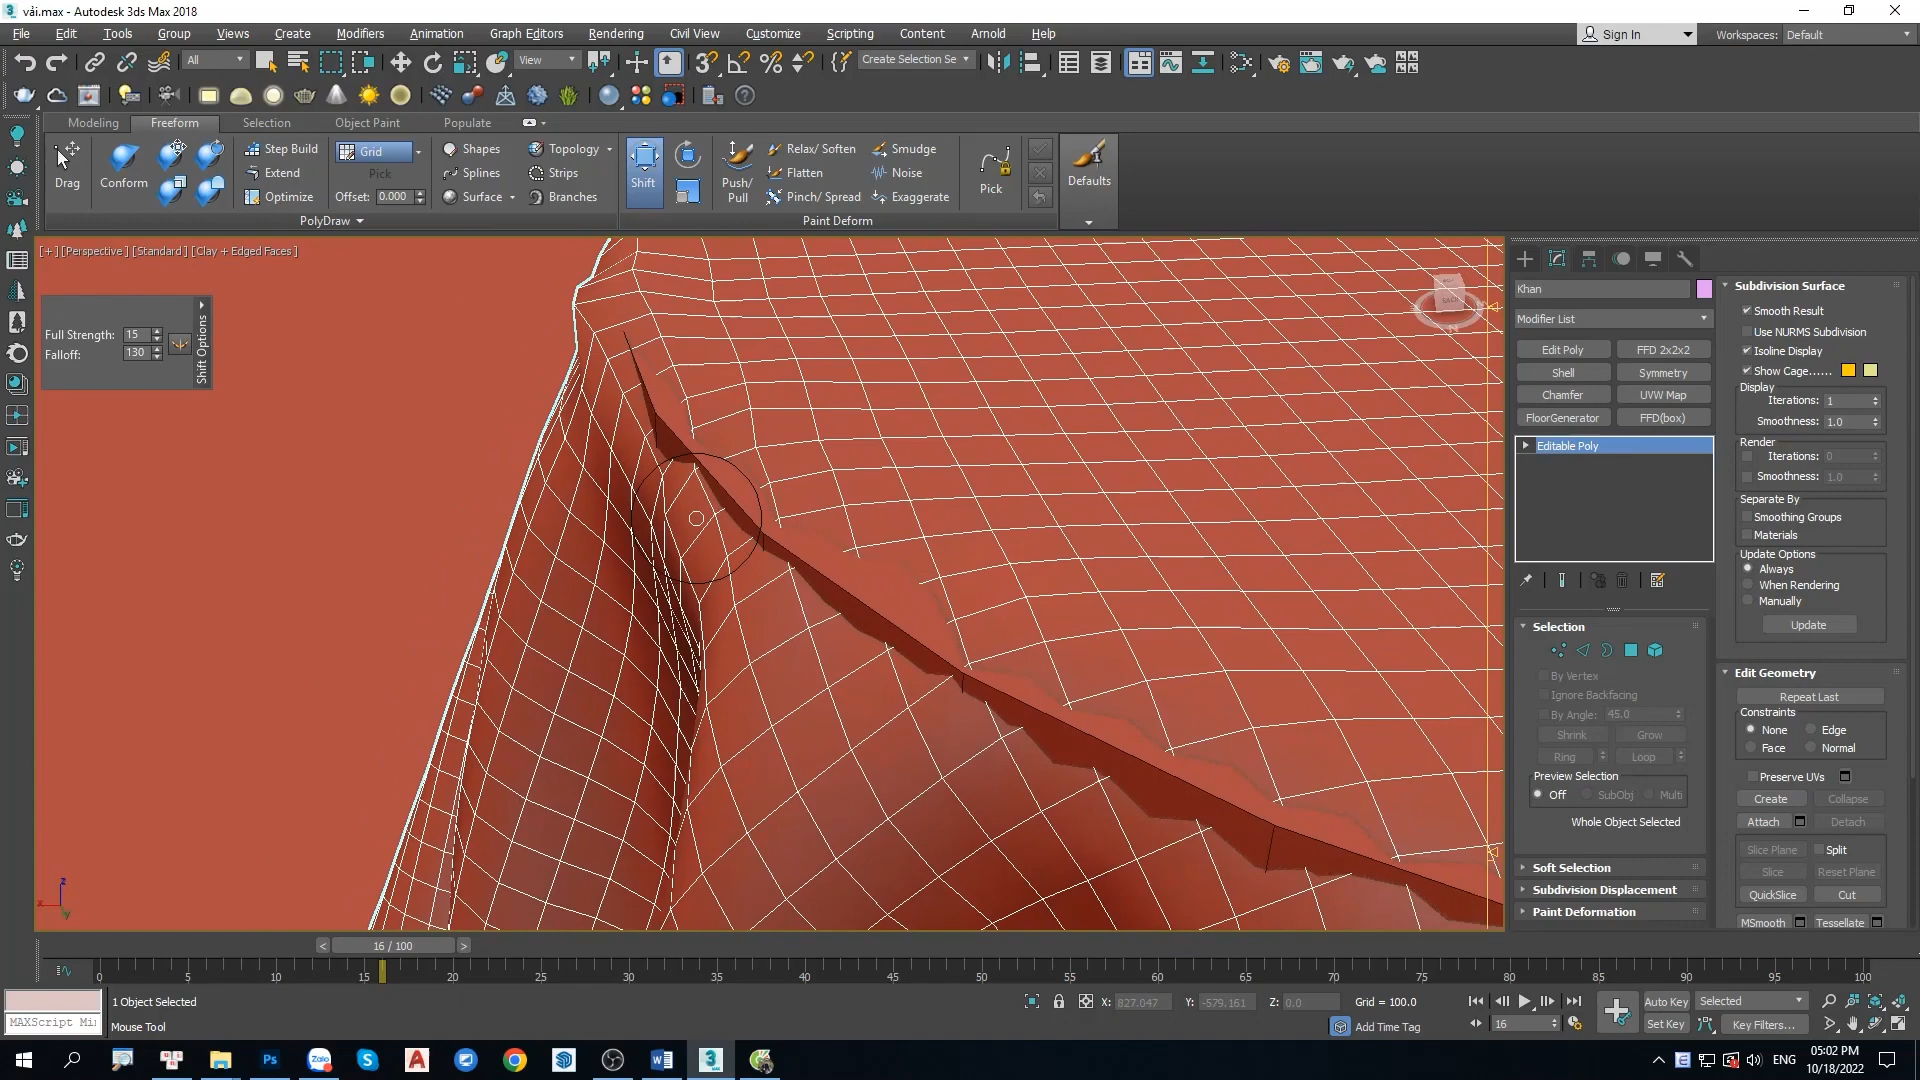 vải.max - Autodesk 3ds Max 2018
File Edit Tools Group Views Create Modifiers Animation Graph Editors Rendering Civil View Customize Scripting Content Arnold Help
Sign In
Workspaces: Default
All
View
Create Selection Se
Modeling Freeform Selection Object Paint Populate
Drag
Conform
Step Build
Extend
Optimize
Grid
Pick
Offset: 0.000
Shapes
Splines
Surface
Topology
Strips
Branches
PolyDraw
Shift
Push/
Pull
Relax/ Soften
Flatten
Pinch/ Spread
Smudge
Noise
Exaggerate
Pick
Paint Deform
Defaults
[+] [Perspective ] [Standard ] [Clay + Edged Faces ]
Full Strength: 15
Falloff: 130
Shift Options
Khan
Modifier List
Edit Poly FFD 2x2x2
Shell Symmetry
Chamfer UVW Map
FloorGenerator FFD(box)
Editable Poly
Selection
By Vertex
Ignore Backfacing
By Angle: 45.0
Shrink Grow
Ring Loop
Preview Selection
Off SubObj Multi
Whole Object Selected
Soft Selection
Subdivision Displacement
Paint Deformation
Subdivision Surface
Smooth Result
Use NURMS Subdivision
Isoline Display
Show Cage......
Display
Iterations: 1
Smoothness: 1.0
Render
Iterations: 0
Smoothness: 1.0
Separate By
Smoothing Groups
Materials
Update Options
Always
When Rendering
Manually
Update
Edit Geometry
Repeat Last
Constraints
None Edge
Face Normal
Preserve UVs
Create Collapse
Attach Detach
Slice Plane Split
Slice Reset Plane
QuickSlice Cut
MSmooth Tessellate
z
x
y
< 16 / 100 >
0 5 10 15 20 25 30 35 40 45 50 55 60 65 70 75 80 85 90 95 100
1 Object Selected
X: 827.047 Y: -579.161 Z: 0.0 Grid = 100.0
Auto Key Selected
MAXScript Mi
Mouse Tool
Add Time Tag
16
Set Key Key Filters...
ENG
05:02 PM
10/18/2022